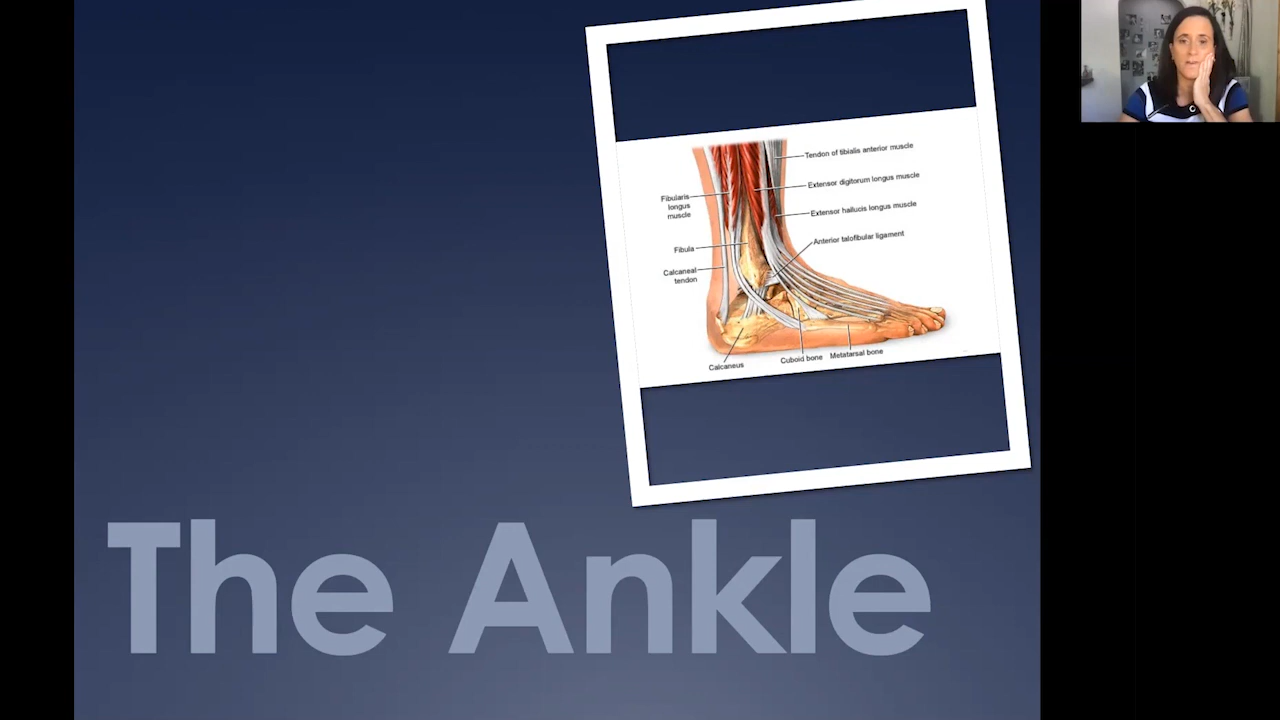 Tendon of tibialis anterior muscle
Extensor digitorum longus muscle
Fibularis
longus
muscle
Extensor hallucis longus muscle
Anterior talofibular ligament
Fibula
Calcaneal
tendon
Calcaneus
Cuboid bone
Metatarsal bone
The Ankle